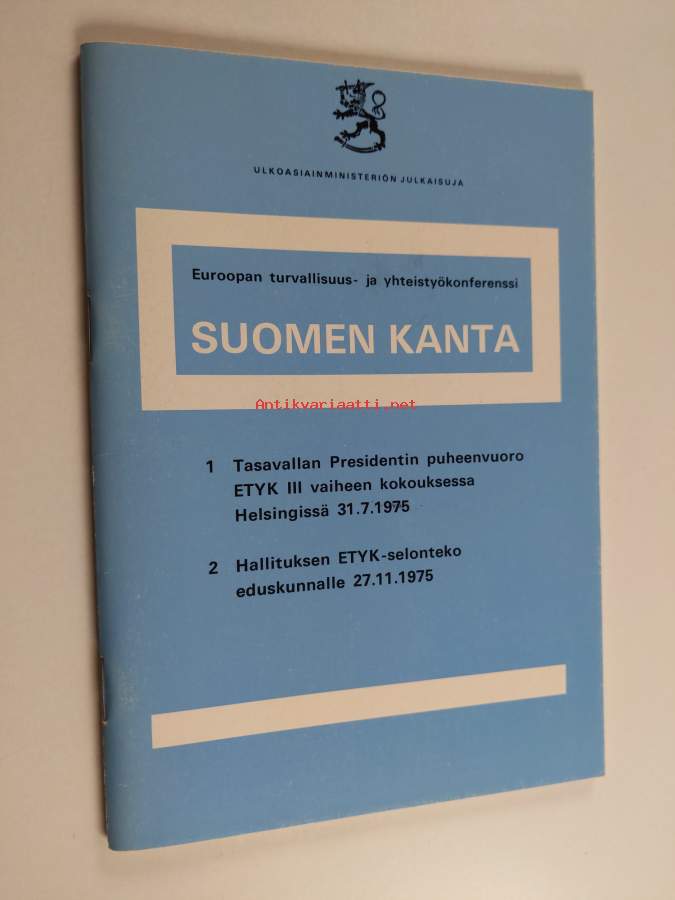 ULKOASIAINMINISTERIÖN JULKAISUJA
Euroopan turvallisuus- ja yhteistyökonferenssi
SUOMEN KANTA
Antikvariaatti.net
1 Tasavallan Presidentin puheenvuoro
ETYK III vaiheen kokouksessa
Helsingissä 31.7.1975
2 Hallituksen ETYK-selonteko
eduskunnalle 27.11.1975